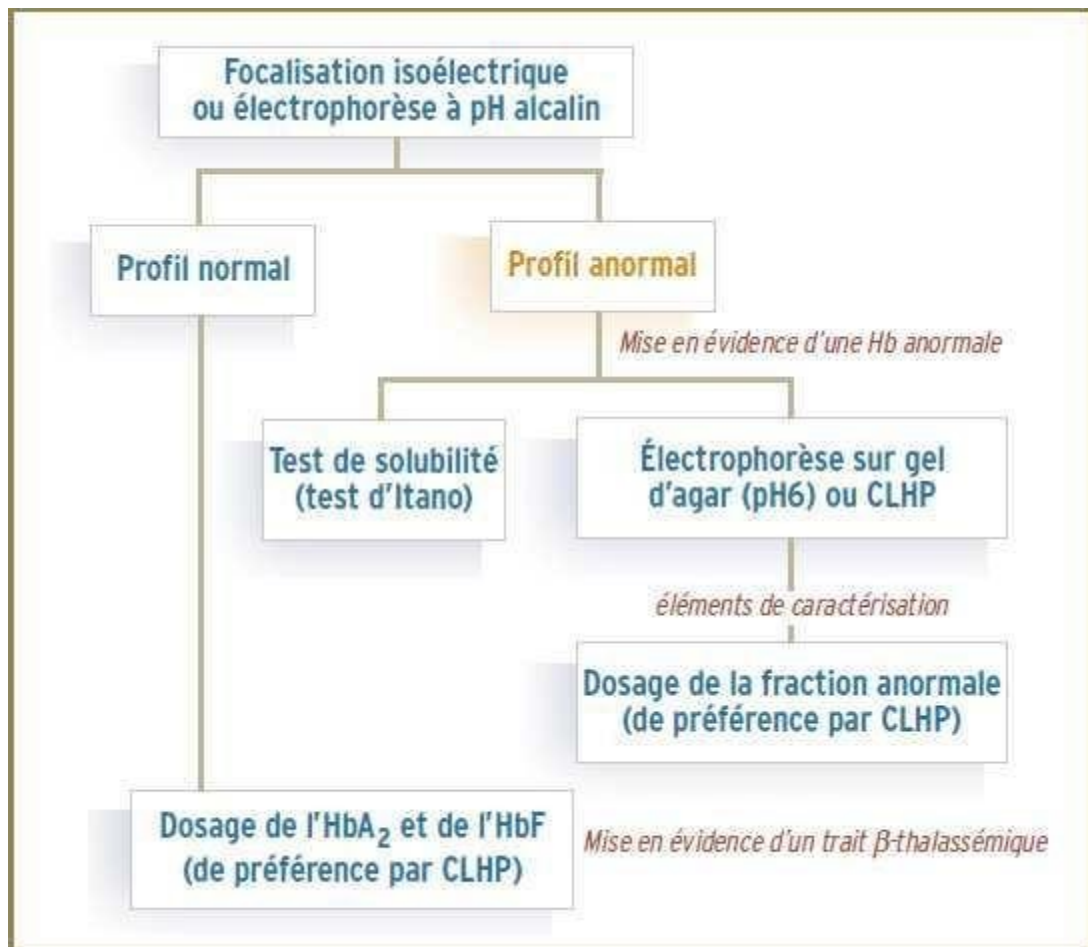 Focalisation isoélectrique
ou électrophorèse à pH alcalin
Profil normal
Profil anormal
Mise en évidence d'une Hb anormale
Test de solubilité
(test d'Itano)
Électrophorèse sur gel
d'agar (pH6) ou CLHP
éléments de caractérisation
Dosage de la fraction anormale
(de préférence par CLHP)
Dosage de l'HbA₂ et de l'HbF
(de préférence par CLHP)
Mise en évidence d'un trait β-thalassémique